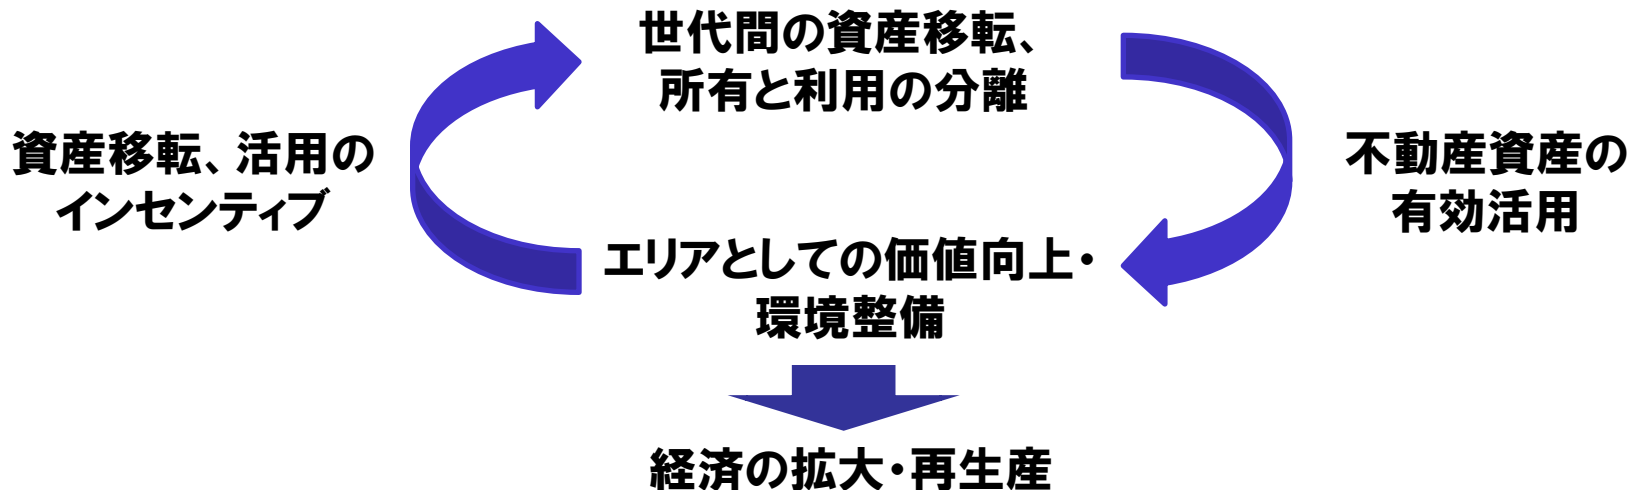 世代間の資産移転、
所有と利用の分離
資産移転、活用の
インセンティブ
不動産資産の
有効活用
エリアとしての価値向上・
環境整備
経済の拡大・再生産